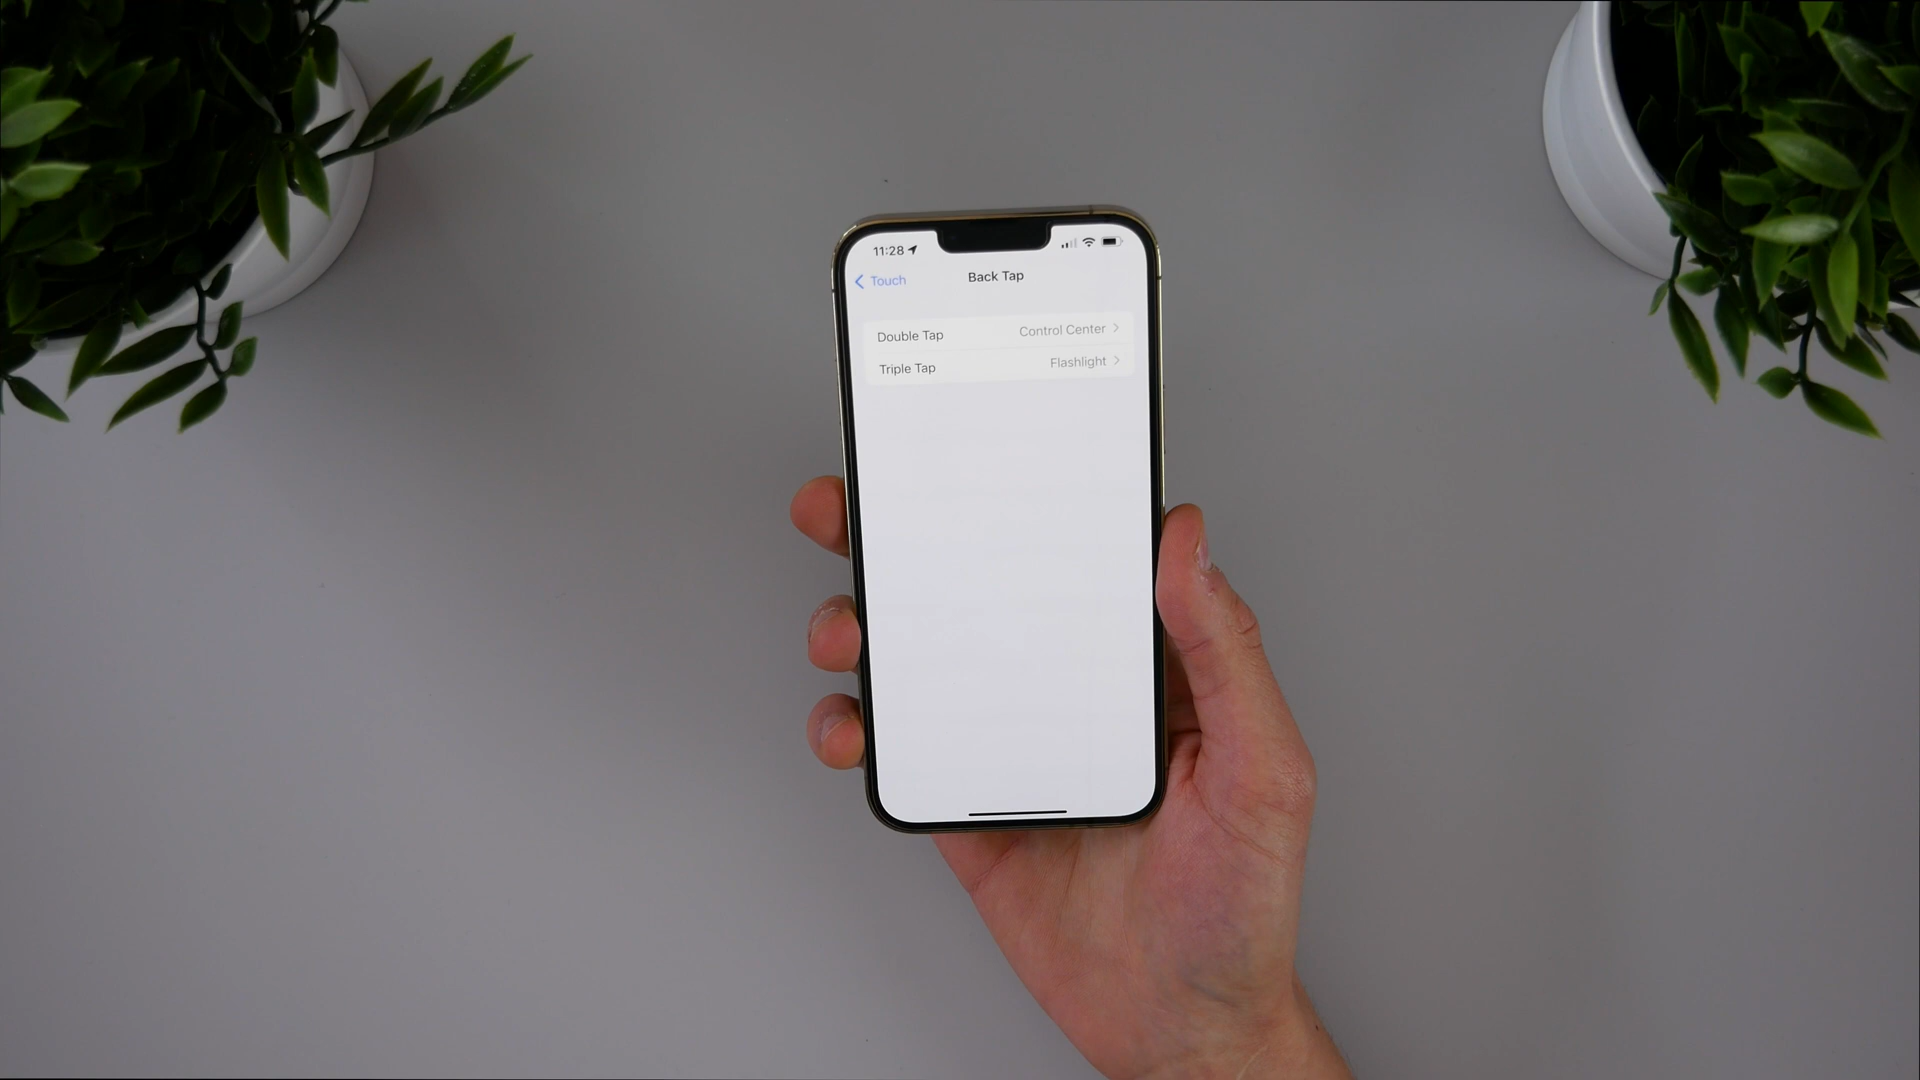 11:28
Touch
Back Tap
Double Tap Control Center
Triple Tap Flashlight